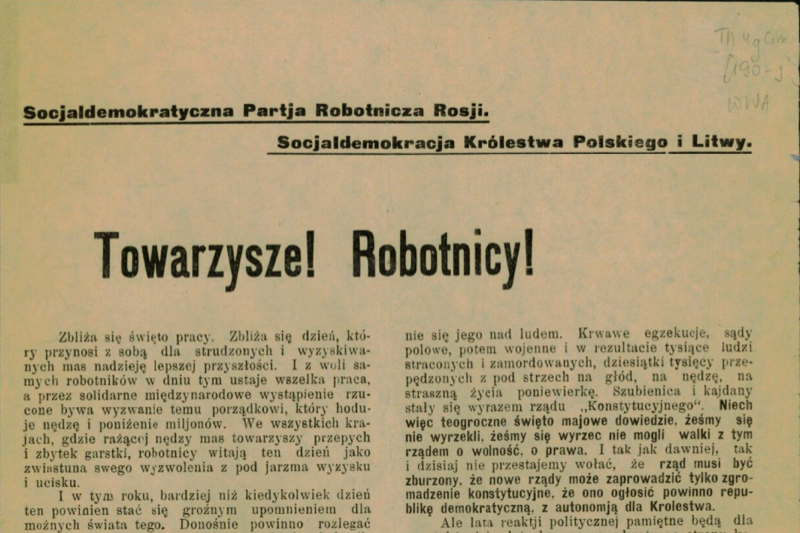 Th 4g
[190-]
WWA
Socjaldemokratyczna Partja Robotnicza Rosji.
Socjaldemokracja Królestwa Polskiego i Litwy.
Towarzysze! Robotnicy!
Zbliża się święto pracy. Zbliża się dzień, któ-
ry przynosi z sobą dla strudzonych i wyzyskiwa-
nych mas nadzieję lepszej przyszłości. I z woli sa-
mych robotników w dniu tym ustaje wszelka praca,
a przez solidarne międzynarodowe wystąpienie rzu-
cone bywa wyzwanie temu porządkowi, który hodu-
je nędzę i poniżenie miljonów. We wszystkich kra-
jach, gdzie rażącej nędzy mas towarzyszy przepych
i zbytek garstki, robotnicy witają ten dzień jako
zwiastuna swego wyzwolenia z pod jarzma wyzysku
i ucisku.
I w tym roku, bardziej niż kiedykolwiek dzień
ten powinien stać się groźnym upomnieniem dla
możnych świata tego. Donośnie powinno rozlegać
nie się jego nad ludem. Krwawe egzekucje, sądy
polowe, potem wojenne i w rezultacie tysiące ludzi
straconych i zamordowanych, dziesiątki tysięcy prze-
pędzonych z pod strzech na głód, na nędzę, na
straszną życia poniewierkę. Szubienica i kajdany
stały się wyrazem rządu „Konstytucyjnego“. Niech
więc teogroczne święto majowe dowiedzie, żeśmy się
nie wyrzekli, żeśmy się wyrzec nie mogli walki z tym
rządem o wolność, o prawa. I tak jak dawniej, tak
i dzisiaj nie przestajemy wołać, że rząd musi być
zburzony, że nowe rządy może zaprowadzić tylko zgro-
madzenie konstytucyjne, że ono ogłosić powinno repu-
blikę demokratyczną, z autonomją dla Krolestwa.
Ale lata reaktji politycznej pamiętne będą dla